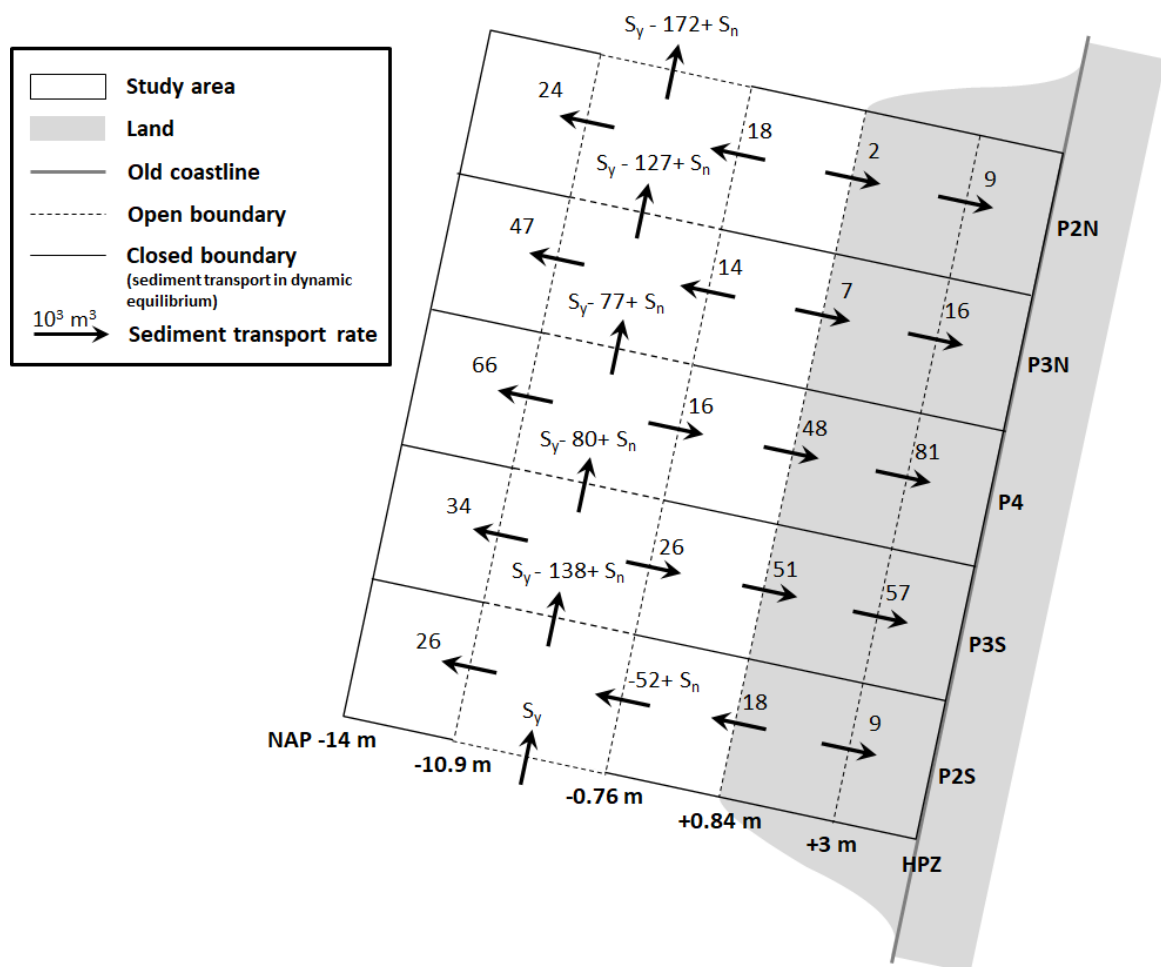 Study area
Land
Old coastline
Open boundary
Closed boundary
(sediment transport in dynamic
equilibrium)
10³ m³
Sediment transport rate
Sy - 172+ Sn
24
18
2
9
P2N
Sy - 127+ Sn
47
14
7
16
P3N
Sy- 77+ Sn
66
16
48
81
P4
Sy- 80+ Sn
34
26
51
57
P3S
Sy - 138+ Sn
26
-52+ Sn
18
9
P2S
Sy
NAP -14 m
-10.9 m
-0.76 m
+0.84 m
+3 m
HPZ